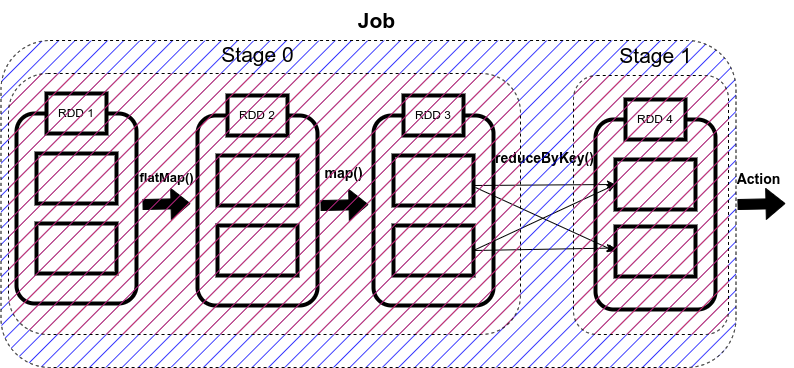 Job
Stage 0
Stage 1
RDD 1
RDD 2
RDD 3
RDD 4
flatMap()
map()
reduceByKey()
Action